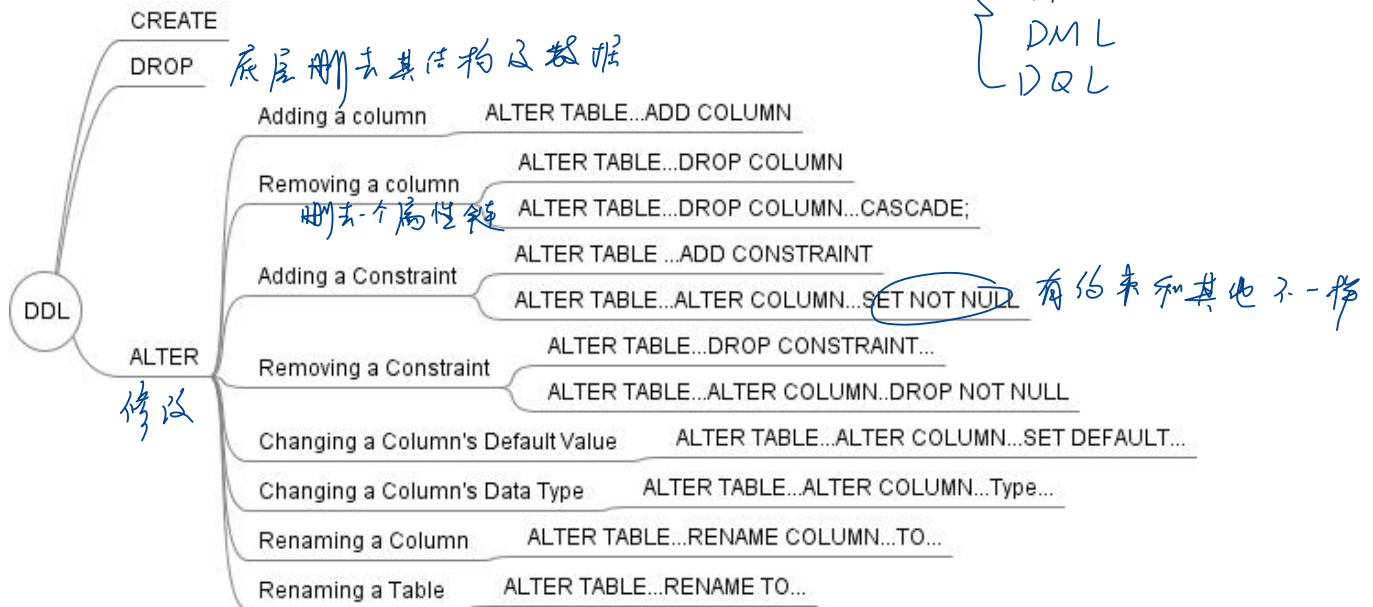 CREATE
DML
DROP 底层删去其结构及数据
DQL
Adding a column ALTER TABLE...ADD COLUMN
ALTER TABLE...DROP COLUMN
Removing a column
删去一个属性链
ALTER TABLE...DROP COLUMN...CASCADE;
ALTER TABLE ...ADD CONSTRAINT
Adding a Constraint
ALTER TABLE...ALTER COLUMN...SET NOT NULL 有约束和其他不一样
DDL
ALTER
修改
ALTER TABLE...DROP CONSTRAINT...
Removing a Constraint
ALTER TABLE...ALTER COLUMN..DROP NOT NULL
Changing a Column's Default Value ALTER TABLE...ALTER COLUMN...SET DEFAULT...
Changing a Column's Data Type ALTER TABLE...ALTER COLUMN...Type...
Renaming a Column ALTER TABLE...RENAME COLUMN...TO...
Renaming a Table ALTER TABLE...RENAME TO...